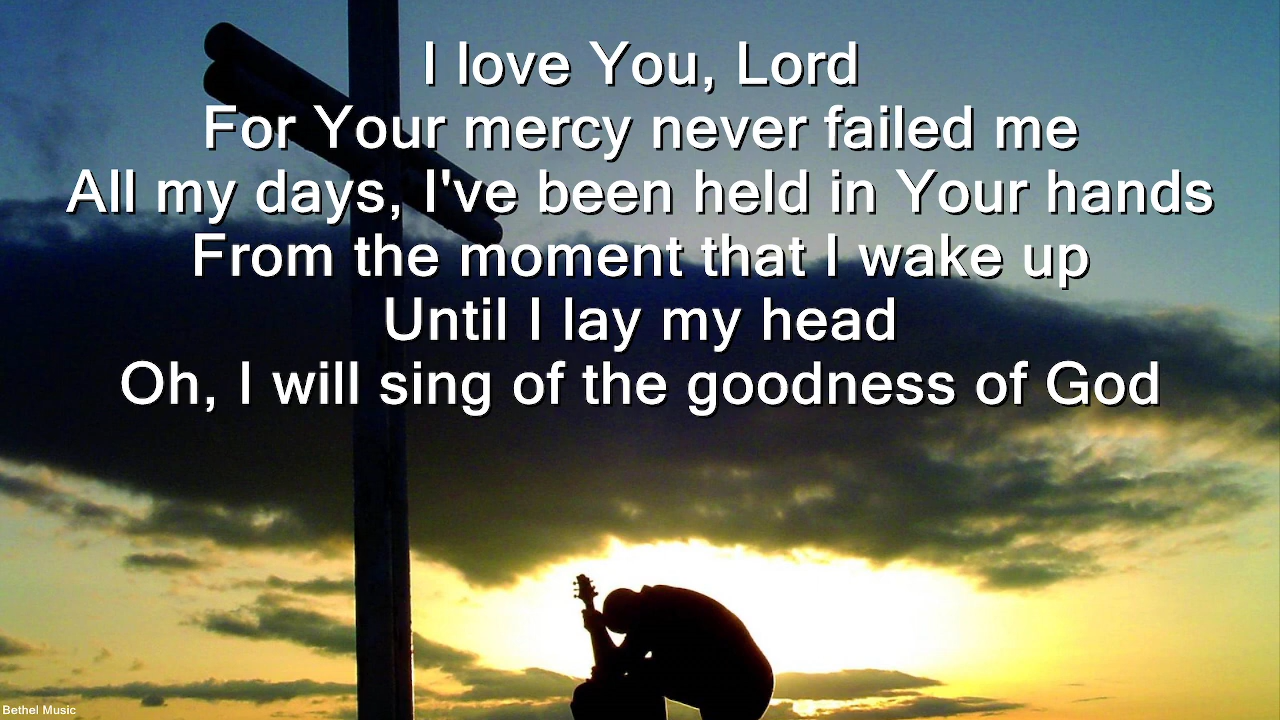 I love You, Lord
For Your mercy never failed me
All my days, I've been held in Your hands
From the moment that I wake up
Until I lay my head
Oh, I will sing of the goodness of God
Bethel Music